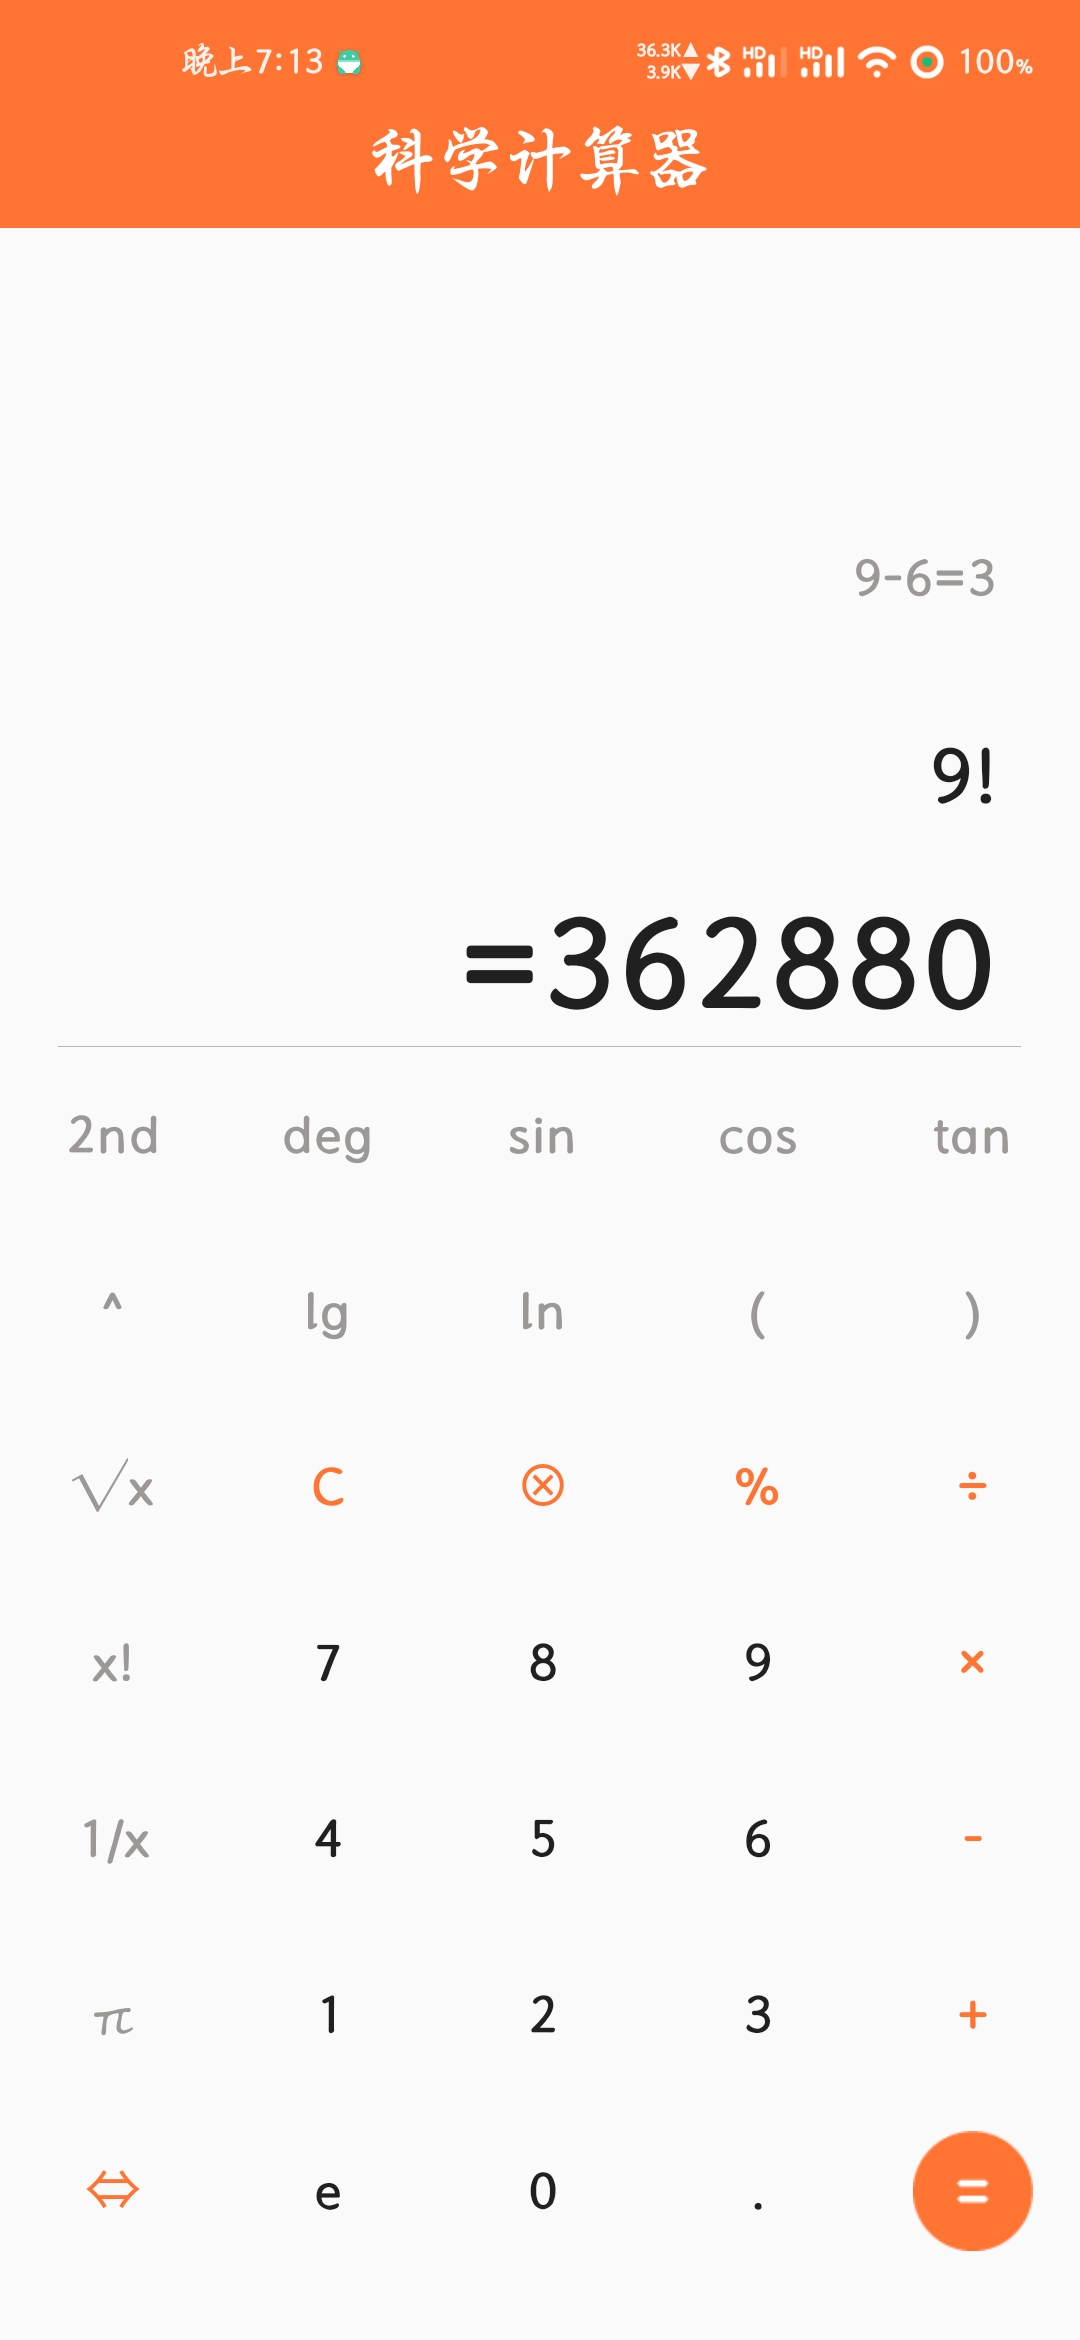 晚上7:13
36.3K
3.9K
HD HD 100%
科学计算器
9-6=3
9!
=362880
2nd deg sin cos tan
^ lg ln ( )
√x C ⊗ % ÷
x! 7 8 9 ×
1/x 4 5 6 -
π 1 2 3 +
e 0 . =